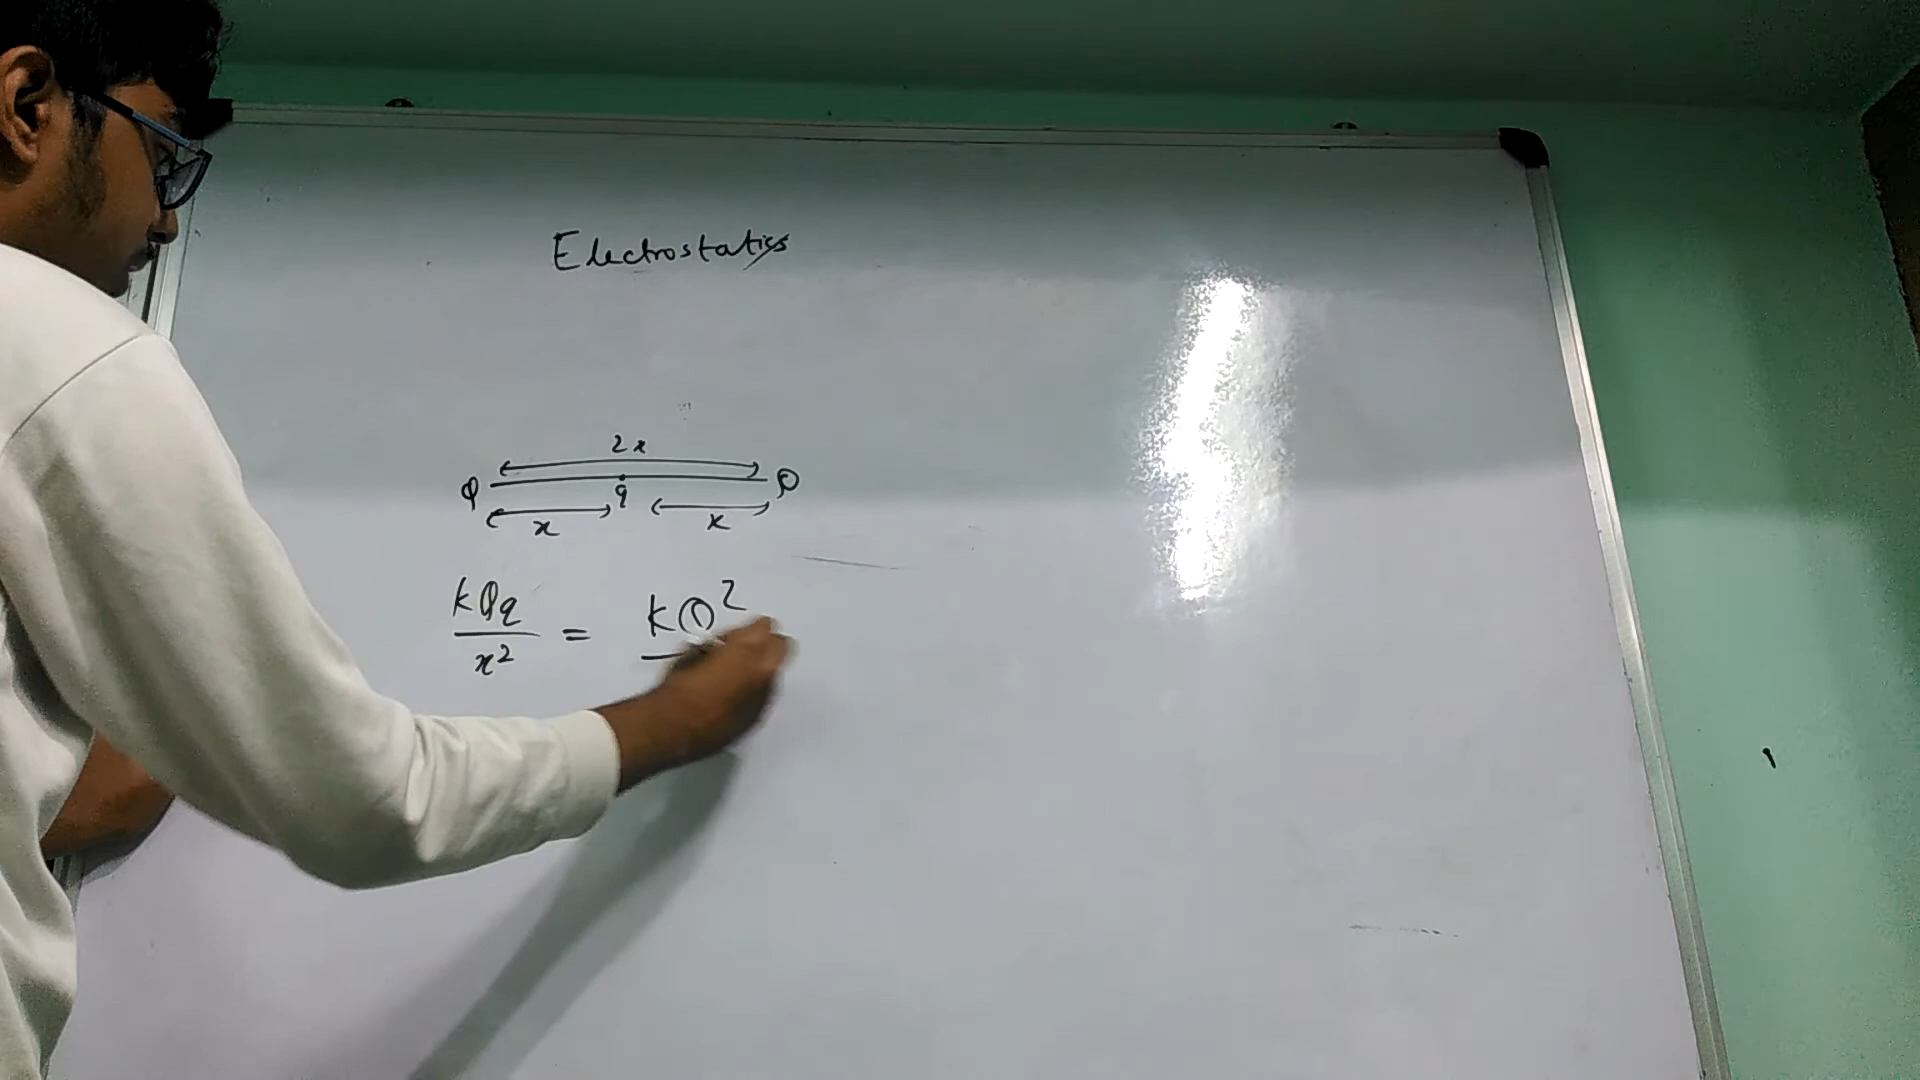 Electrostatics
2x
Q q Q
x x
kQq = kQ²
x²